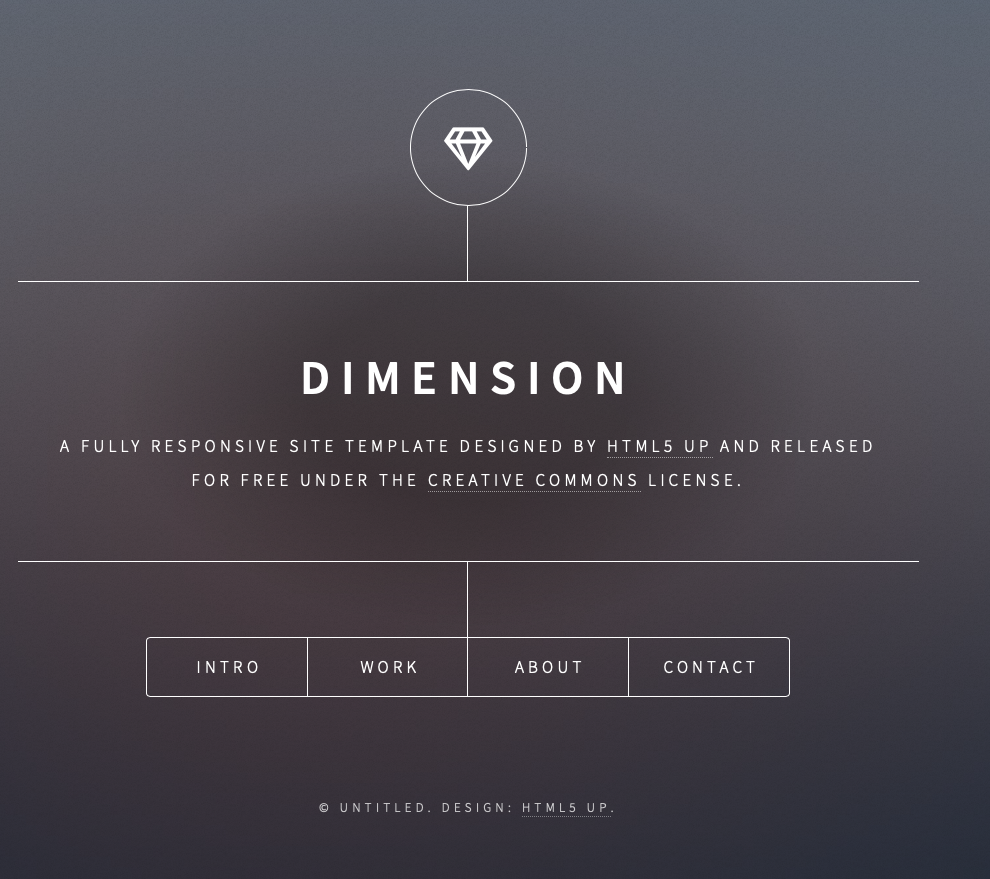 DIMENSION
A FULLY RESPONSIVE SITE TEMPLATE DESIGNED BY HTML5 UP AND RELEASED
FOR FREE UNDER THE CREATIVE COMMONS LICENSE.
INTRO
WORK
ABOUT
CONTACT
© UNTITLED. DESIGN: HTML5 UP.